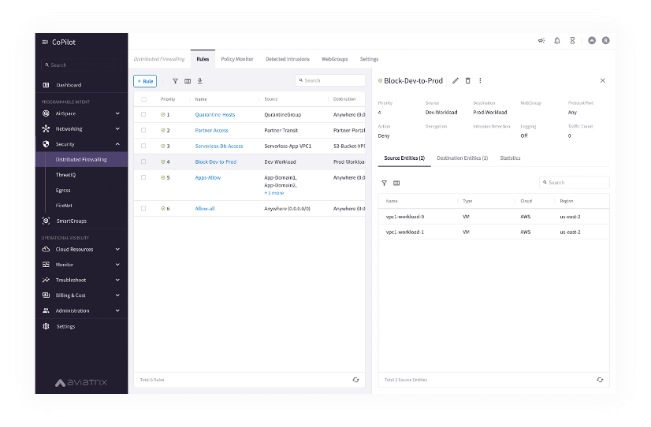 CoPilot
Search
Dashboard
PROGRAMMABLE INTENT
AirSpace
Networking
Security
Distributed Firewalling
ThreatIQ
Egress
FireNet
SmartGroups
OPERATIONAL VISIBILITY
Cloud Resources
Monitor
Troubleshoot
Billing & Cost
Administration
Settings
aviatrix
Distributed Firewalling Rules Policy Monitor Detected Intrusions WebGroups Settings
+ Rule Search
Priority Name Source Destination
1 Quarantine-Hosts QurantineGroup Anywhere (0.0
2 Partner Access Partner Transit Partner Portal
3 Serverless Db Access Serverless App VPC1 S3 Bucket VPC
4 Block-Dev-to-Prod Dev Workload Prod Workloa
5 Apps-Allow App-Domain1, Anywhere (0.0
App-Domain2,
+ 1 more
6 Allow-all Anywhere (0.0.0.0/0) Anywhere (0.0
Total 6 Rules
Block-Dev-to-Prod
Priority Source Destination WebGroup Protocol/Port
4 Dev-Workload Prod-Workload Any
Action Decryption Intrusion Detection Logging Traffic Count
Deny Off 0
Source Entities (2) Destination Entities (2) Statistics
Search
Name Type Cloud Region
vpc1-workload-0 VM AWS us-east-2
vpc1-workload-1 VM AWS us-east-2
Total 2 Source Entities